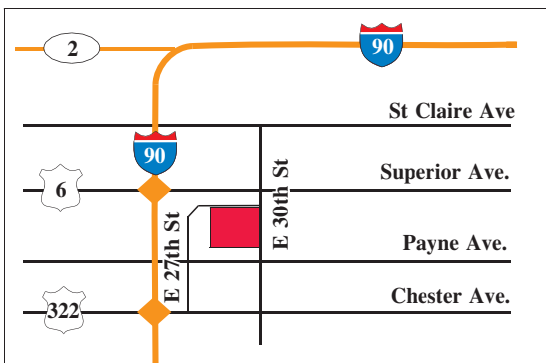 2
90
St Claire Ave
90
Superior Ave.
6
E 30th St
E 27th St
Payne Ave.
Chester Ave.
322